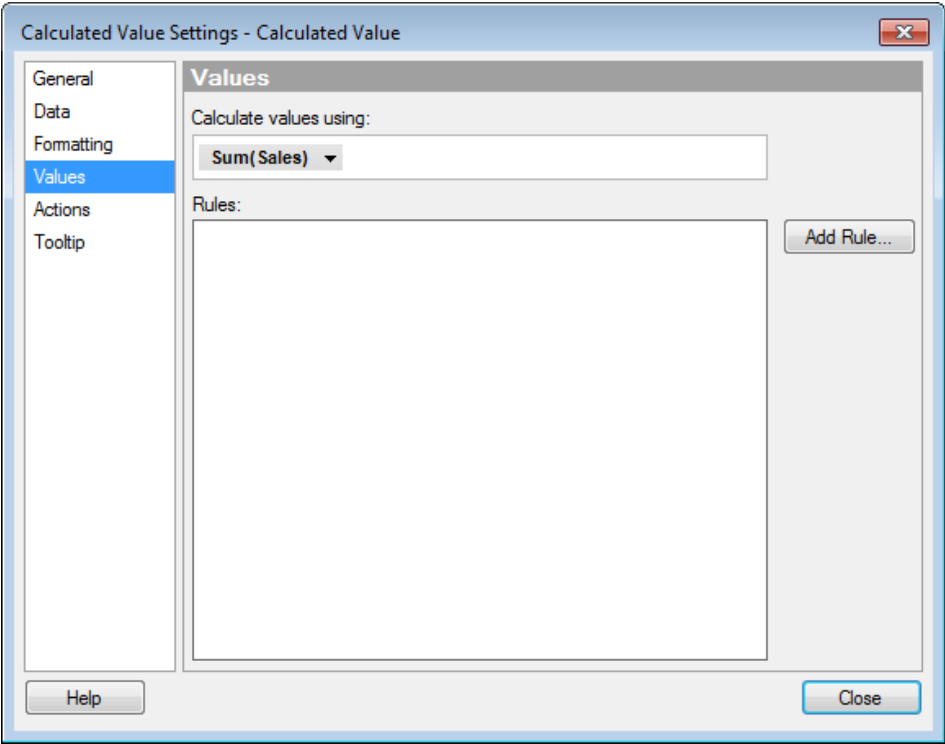 Calculated Value Settings - Calculated Value
General
Data
Formatting
Values
Actions
Tooltip
Values
Calculate values using:
Sum(Sales)
Rules:
Add Rule...
Help
Close